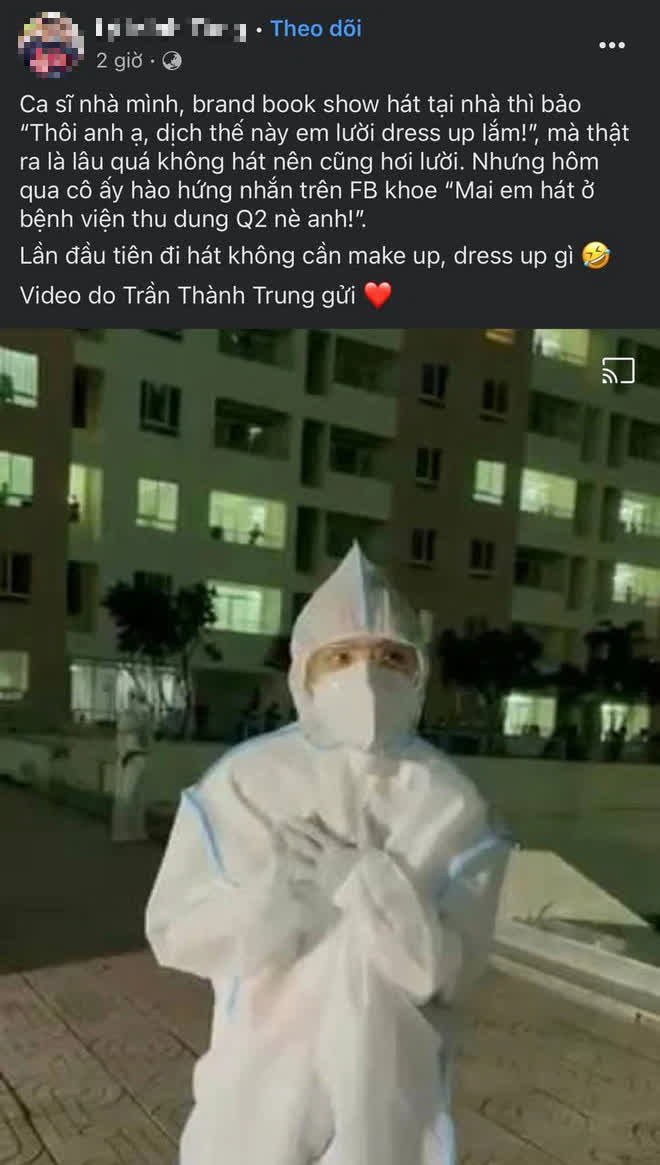 Theo dõi
2 giờ
Ca sĩ nhà mình, brand book show hát tại nhà thì bảo
“Thôi anh ạ, dịch thế này em lười dress up lắm!”, mà thật
ra là lâu quá không hát nên cũng hơi lười. Nhưng hôm
qua cô ấy hào hứng nhắn trên FB khoe “Mai em hát ở
bệnh viện thu dung Q2 nè anh!”.
Lần đầu tiên đi hát không cần make up, dress up gì 🤣
Video do Trần Thành Trung gửi ❤️